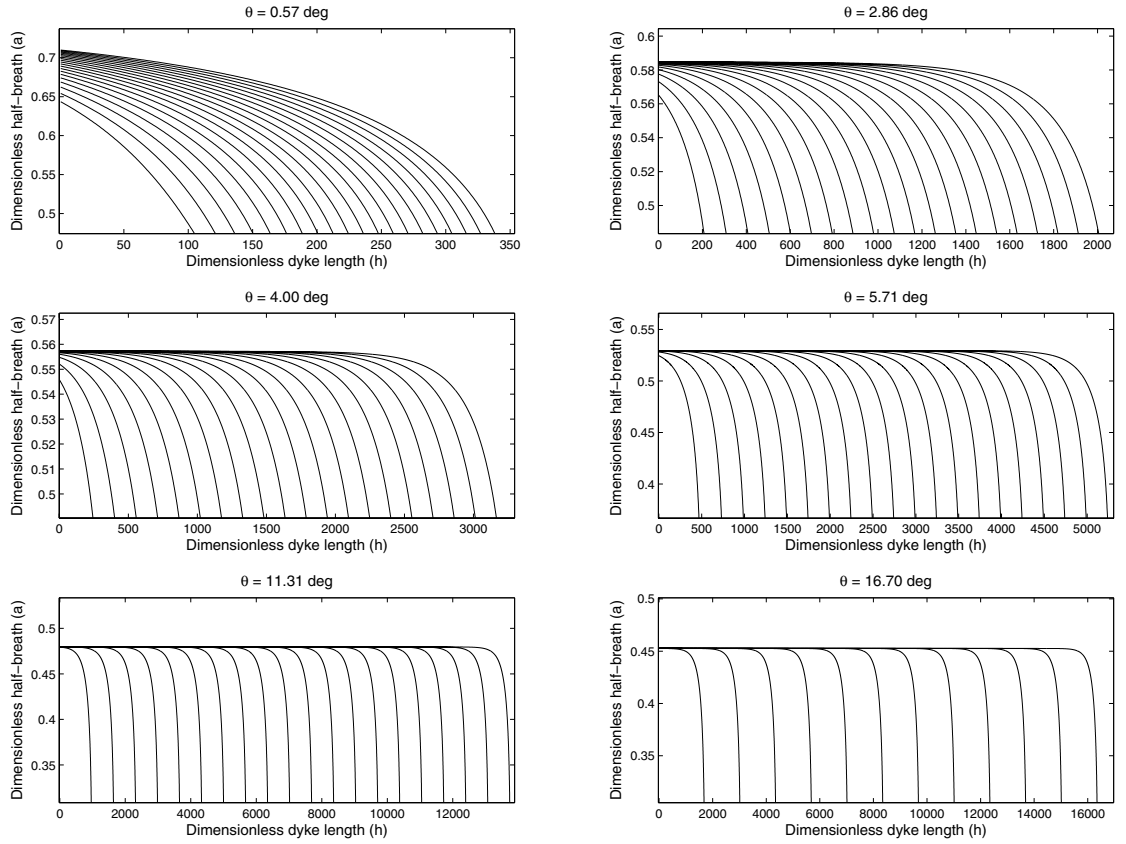 θ = 0.57 deg
Dimensionless half−breath (a)
0.7
0.65
0.6
0.55
0.5
0 50 100 150 200 250 300 350
Dimensionless dyke length (h)
θ = 2.86 deg
Dimensionless half−breath (a)
0.6
0.58
0.56
0.54
0.52
0.5
0 200 400 600 800 1000 1200 1400 1600 1800 2000
Dimensionless dyke length (h)
θ = 4.00 deg
Dimensionless half−breath (a)
0.57
0.56
0.55
0.54
0.53
0.52
0.51
0.5
0 500 1000 1500 2000 2500 3000
Dimensionless dyke length (h)
θ = 5.71 deg
Dimensionless half−breath (a)
0.55
0.5
0.45
0.4
0 500 1000 1500 2000 2500 3000 3500 4000 4500 5000
Dimensionless dyke length (h)
θ = 11.31 deg
Dimensionless half−breath (a)
0.5
0.45
0.4
0.35
0 2000 4000 6000 8000 10000 12000
Dimensionless dyke length (h)
θ = 16.70 deg
Dimensionless half−breath (a)
0.5
0.45
0.4
0.35
0 2000 4000 6000 8000 10000 12000 14000 16000
Dimensionless dyke length (h)